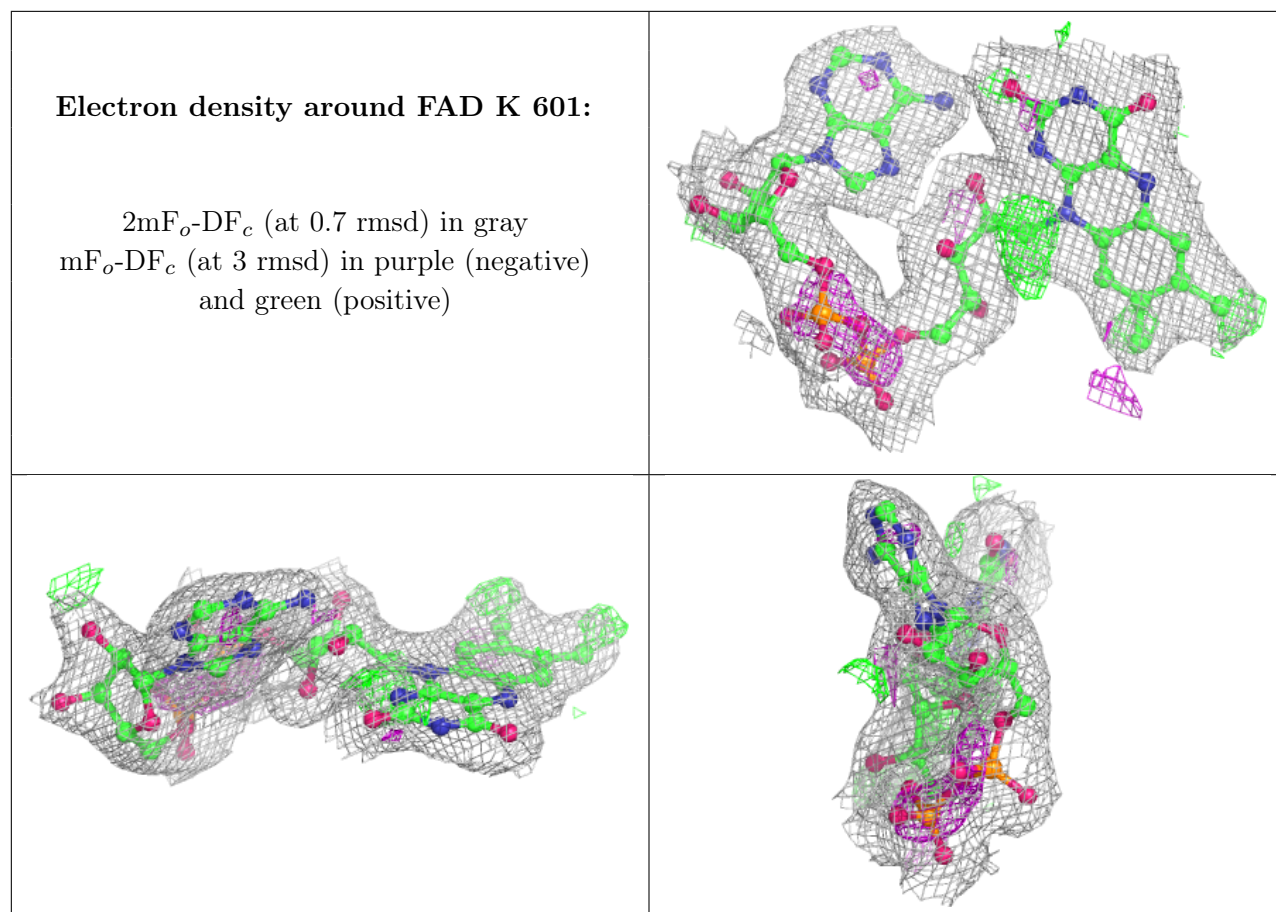 Electron density around FAD K 601:
2mFo-DFc (at 0.7 rmsd) in gray
mFo-DFc (at 3 rmsd) in purple (negative)
and green (positive)